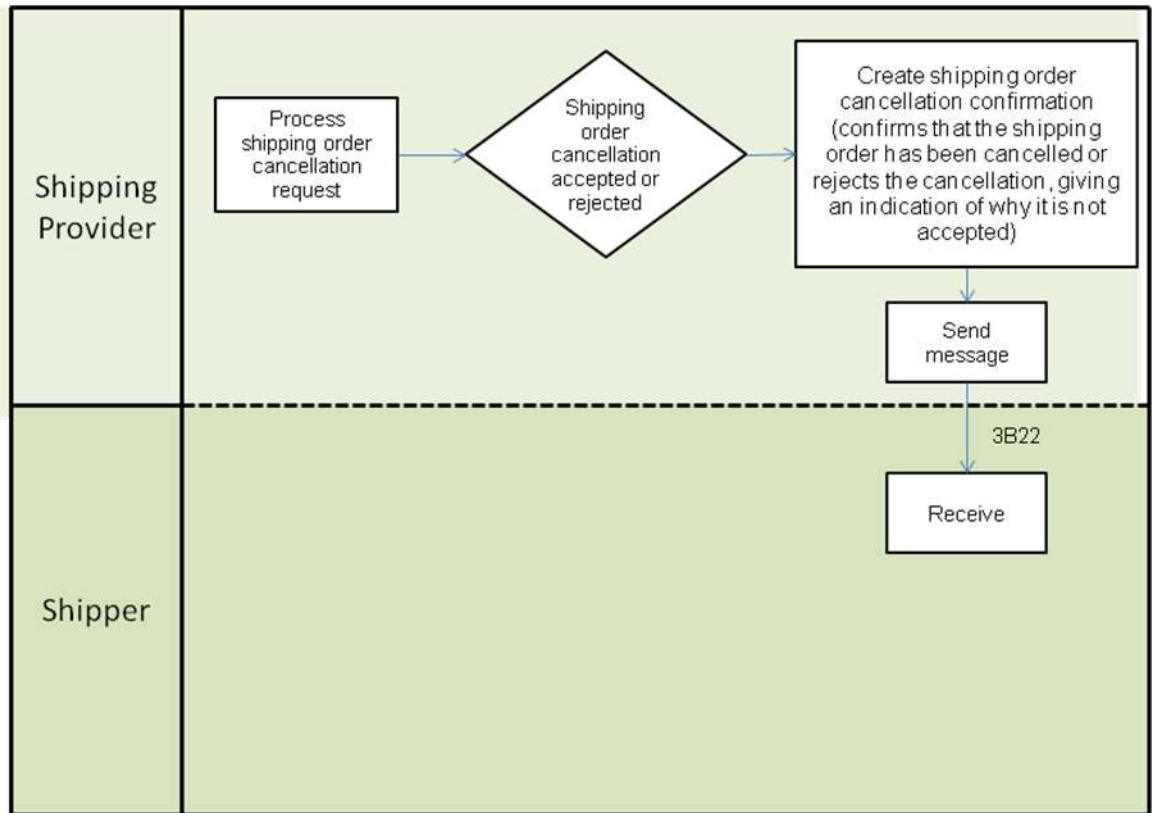 Shipping
Provider
Process
shipping order
cancellation
request
Shipping
order
cancellation
accepted or
rejected
Create shipping order
cancellation confirmation
(confirms that the shipping
order has been cancelled or
rejects the cancellation, giving
an indication of why it is not
accepted)
Send
message
3B22
Receive
Shipper